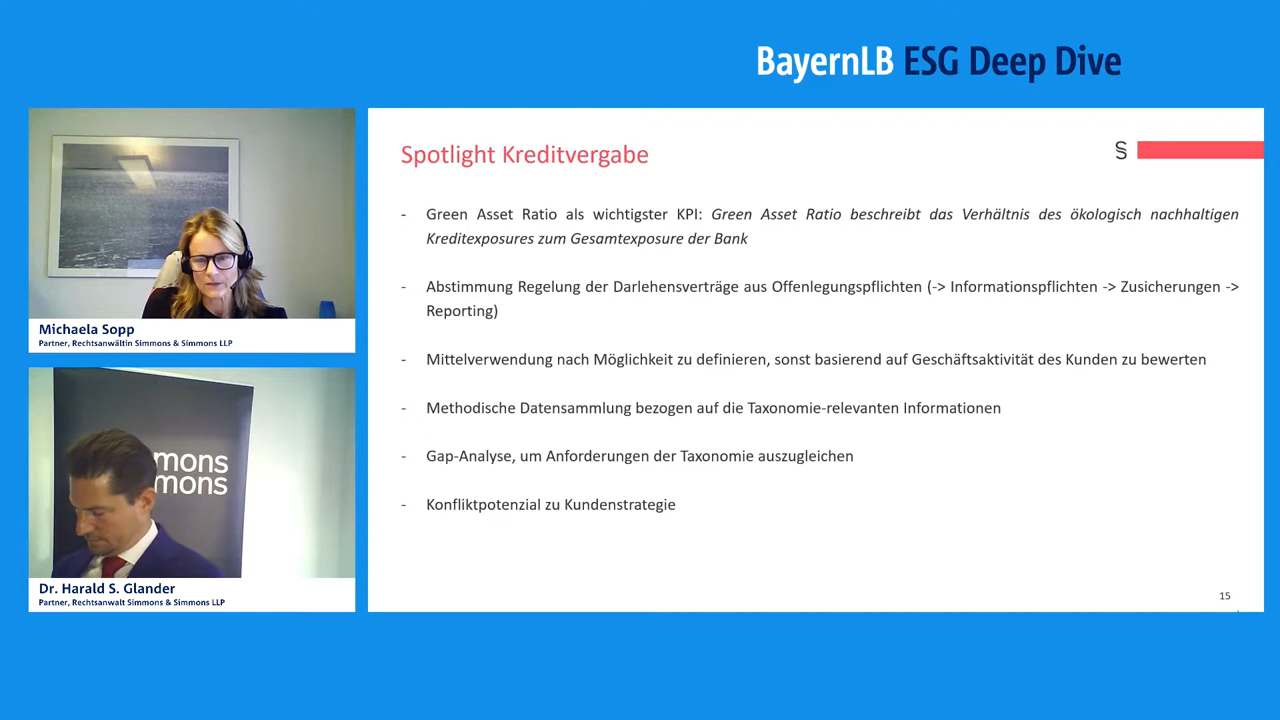 BayernLB ESG Deep Dive
Michaela Sopp
Partner, Rechtsanwältin Simmons & Simmons LLP
mons
mons
Dr. Harald S. Glander
Partner, Rechtsanwalt Simmons & Simmons LLP
Spotlight Kreditvergabe
§
- Green Asset Ratio als wichtigster KPI: Green Asset Ratio beschreibt das Verhältnis des ökologisch nachhaltigen
Kreditexposures zum Gesamtexposure der Bank
- Abstimmung Regelung der Darlehensverträge aus Offenlegungspflichten (-> Informationspflichten -> Zusicherungen ->
Reporting)
- Mittelverwendung nach Möglichkeit zu definieren, sonst basierend auf Geschäftsaktivität des Kunden zu bewerten
- Methodische Datensammlung bezogen auf die Taxonomie-relevanten Informationen
- Gap-Analyse, um Anforderungen der Taxonomie auszugleichen
- Konfliktpotenzial zu Kundenstrategie
15